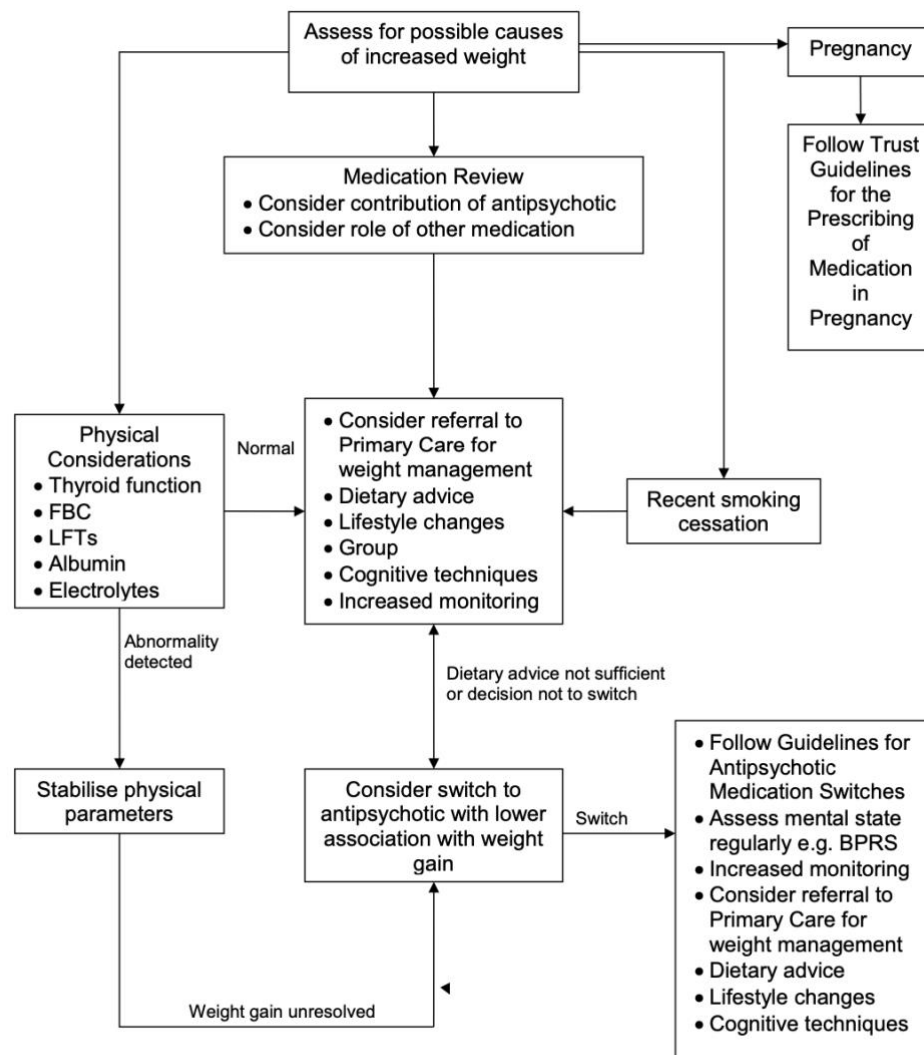 Assess for possible causes
of increased weight
Pregnancy
Follow Trust
Guidelines
for the
Prescribing
of
Medication
in
Pregnancy
Medication Review
• Consider contribution of antipsychotic
• Consider role of other medication
Physical
Considerations
• Thyroid function
• FBC
• LFTs
• Albumin
• Electrolytes
Normal
• Consider referral to
Primary Care for
weight management
• Dietary advice
• Lifestyle changes
• Group
• Cognitive techniques
• Increased monitoring
Recent smoking
cessation
Abnormality
detected
Dietary advice not sufficient
or decision not to switch
Stabilise physical
parameters
Consider switch to
antipsychotic with lower
association with weight
gain
Switch
• Follow Guidelines for
Antipsychotic
Medication Switches
• Assess mental state
regularly e.g. BPRS
• Increased monitoring
• Consider referral to
Primary Care for
weight management
• Dietary advice
• Lifestyle changes
• Cognitive techniques
Weight gain unresolved